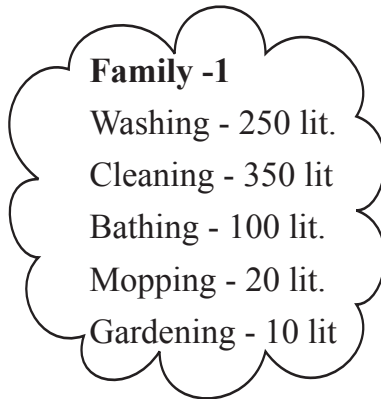 Family -1
Washing - 250 lit.
Cleaning - 350 lit
Bathing - 100 lit.
Mopping - 20 lit.
Gardening - 10 lit